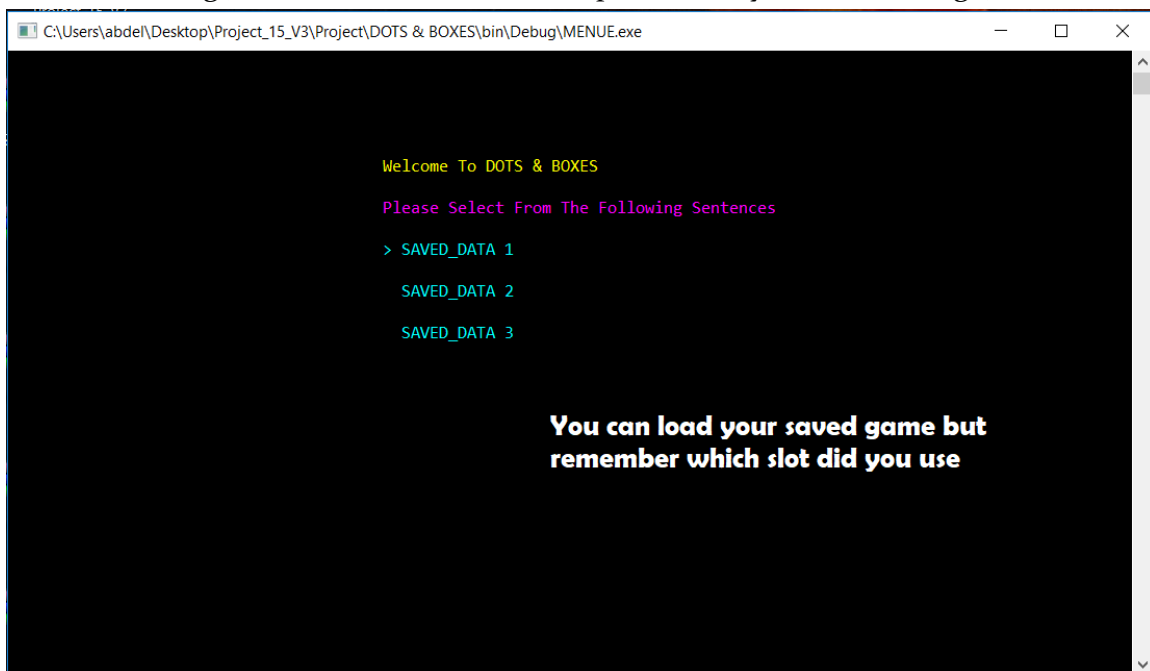 C:\Users\abdel\Desktop\Project_15_V3\Project\DOTS & BOXES\bin\Debug\MENUE.exe
Welcome To DOTS & BOXES
Please Select From The Following Sentences
> SAVED_DATA 1
SAVED_DATA 2
SAVED_DATA 3
You can load your saved game but
remember which slot did you use